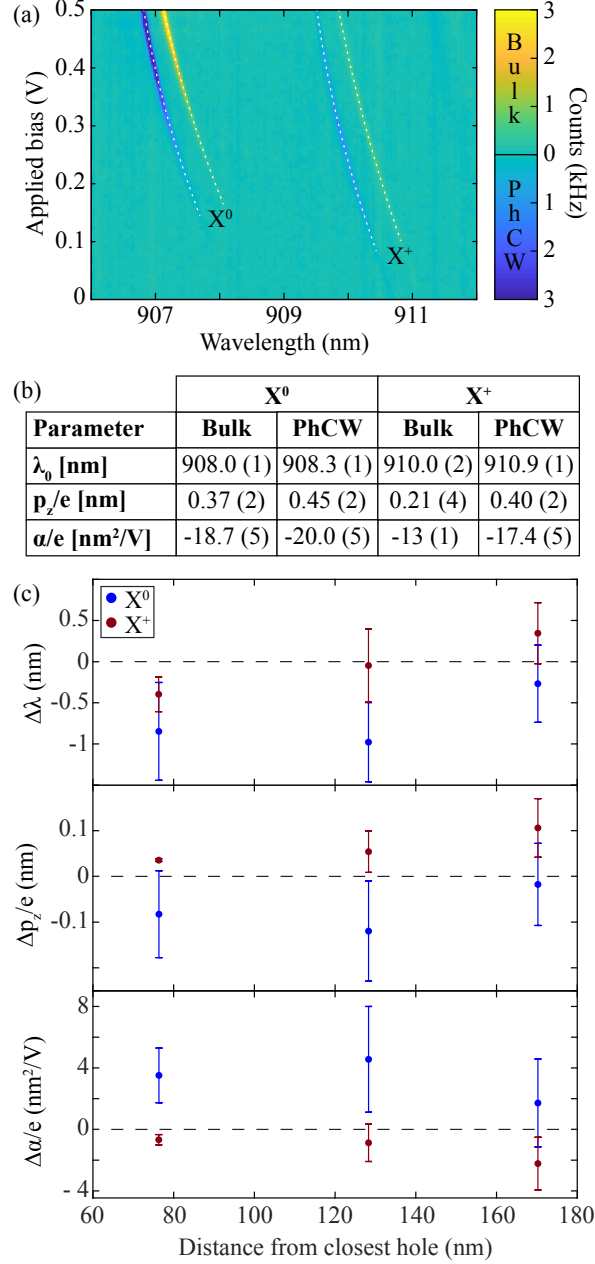 (a)
0.5
0.4
0.3
0.2
0.1
0
Applied bias (V)
X⁰
X⁺
907
909
911
Wavelength (nm)
3
2
1
0
1
2
3
Bulk
PhCW
Counts (kHz)
(b)
X⁰ X⁺
Parameter Bulk PhCW Bulk PhCW
λ₀ [nm] 908.0 (1) 908.3 (1) 910.0 (2) 910.9 (1)
p_z/e [nm] 0.37 (2) 0.45 (2) 0.21 (4) 0.40 (2)
α/e [nm²/V] -18.7 (5) -20.0 (5) -13 (1) -17.4 (5)
(c)
X⁰
X⁺
0.5
0
-0.5
-1
Δλ (nm)
0.1
0
-0.1
Δp_z/e (nm)
8
4
0
- 4
Δα/e (nm²/V)
60 80 100 120 140 160 180
Distance from closest hole (nm)